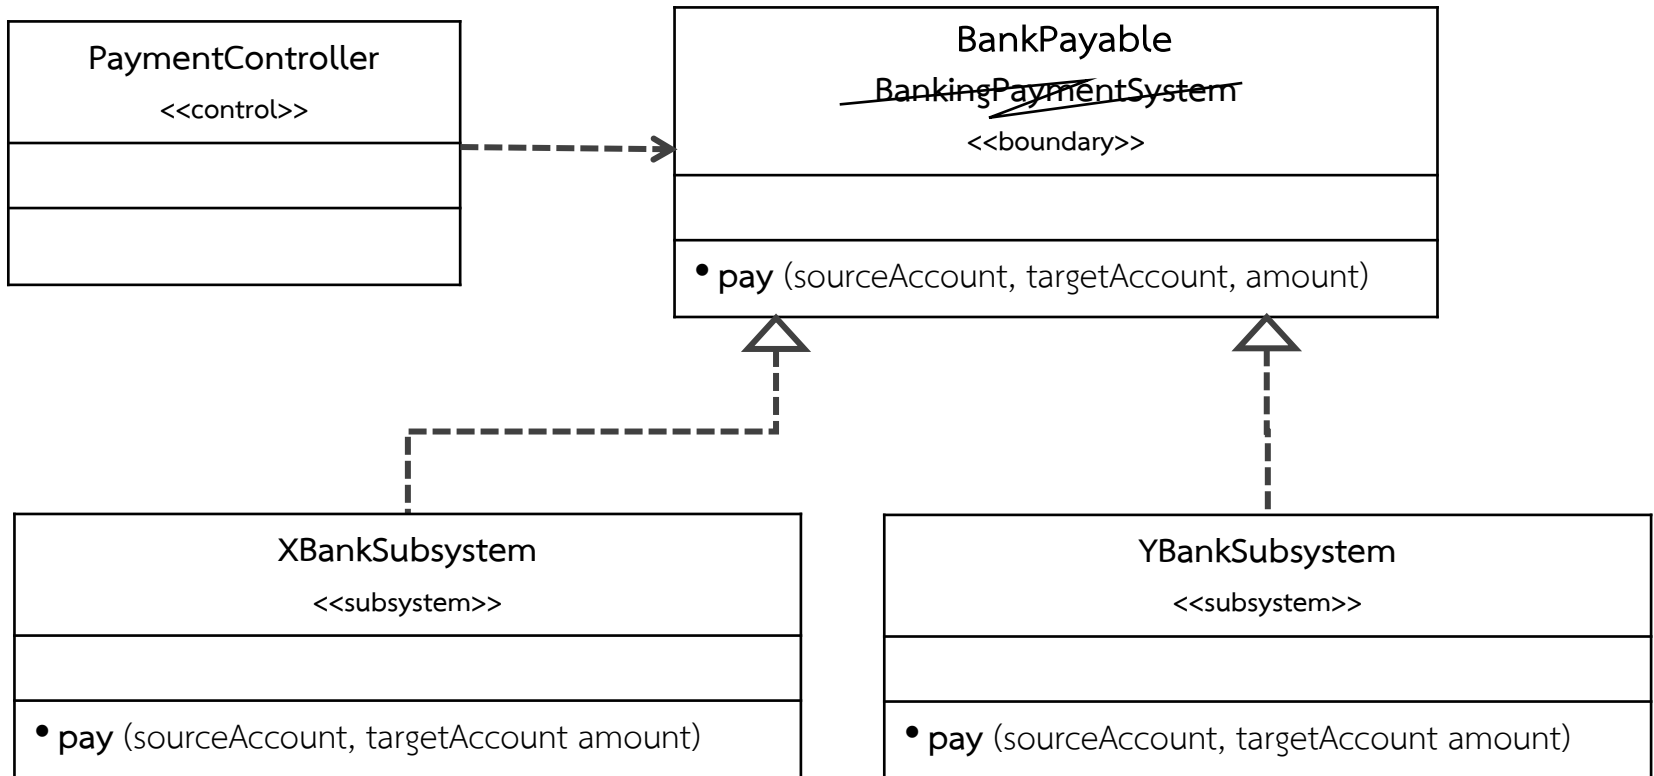 PaymentController
<<control>>
BankPayable
BankingPaymentSystem
<<boundary>>
• pay (sourceAccount, targetAccount, amount)
XBankSubsystem
<<subsystem>>
• pay (sourceAccount, targetAccount amount)
YBankSubsystem
<<subsystem>>
• pay (sourceAccount, targetAccount amount)